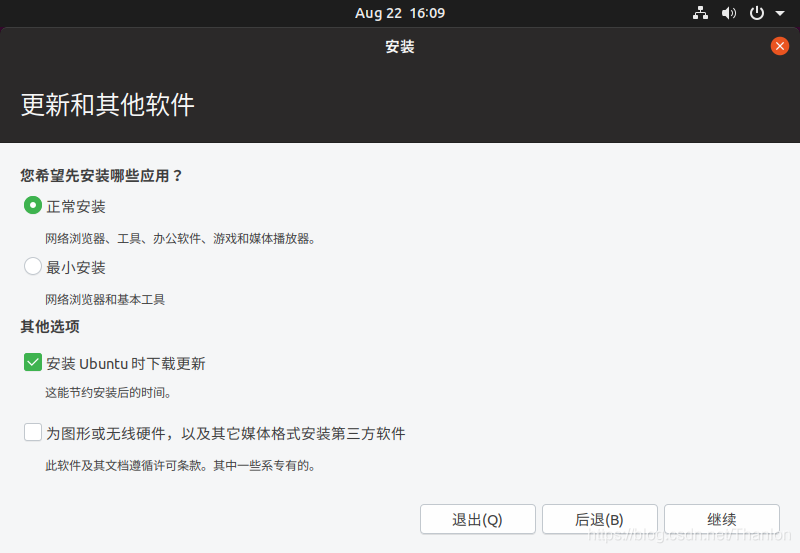 Aug 22 16:09
安装
更新和其他软件
您希望先安装哪些应用？
正常安装
网络浏览器、工具、办公软件、游戏和媒体播放器。
最小安装
网络浏览器和基本工具
其他选项
安装 Ubuntu 时下载更新
这能节约安装后的时间。
为图形或无线硬件，以及其它媒体格式安装第三方软件
此软件及其文档遵循许可条款。其中一些系专有的。
退出(Q) 后退(B) 继续
https://blog.csdn.net/Thanlon